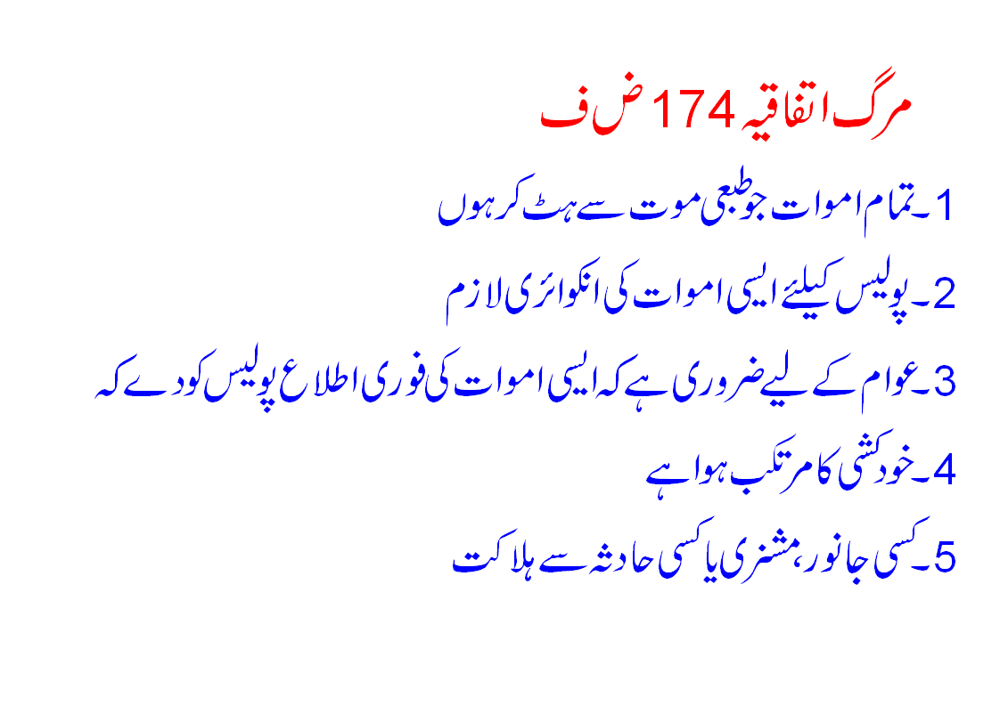 مرگ اتفاقیہ 174 ض ف
1۔تمام اموات جو طبعی موت سے ہٹ کر ہوں
2۔پولیس کیلئے ایسی اموات کی انکوائری لازم
3۔عوام کے لیے ضروری ہے کہ ایسی اموات کی فوری اطلاع پولیس کو دے کہ
4۔خودکشی کا مرتکب ہوا ہے
5۔کسی جانور، مشنری یا کسی حادثہ سے ہلاکت